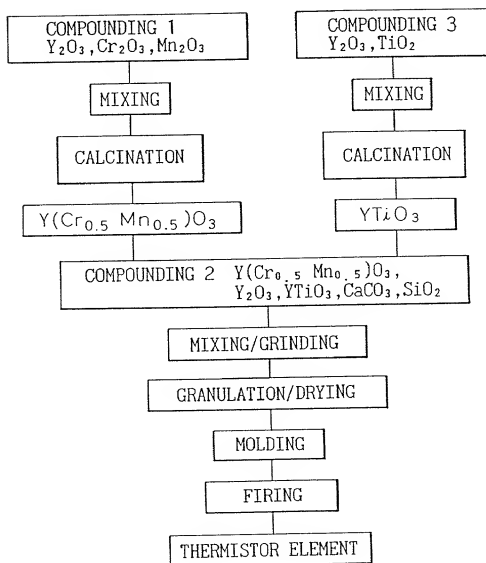 COMPOUNDING 1
Y₂O₃,Cr₂O₃,Mn₂O₃
COMPOUNDING 3
Y₂O₃,TiO₂
MIXING
MIXING
CALCINATION
CALCINATION
Y(Cr₀.₅ Mn₀.₅)O₃
YTiO₃
COMPOUNDING 2 Y(Cr₀.₅ Mn₀.₅)O₃,
Y₂O₃,YTiO₃,CaCO₃,SiO₂
MIXING/GRINDING
GRANULATION/DRYING
MOLDING
FIRING
THERMISTOR ELEMENT